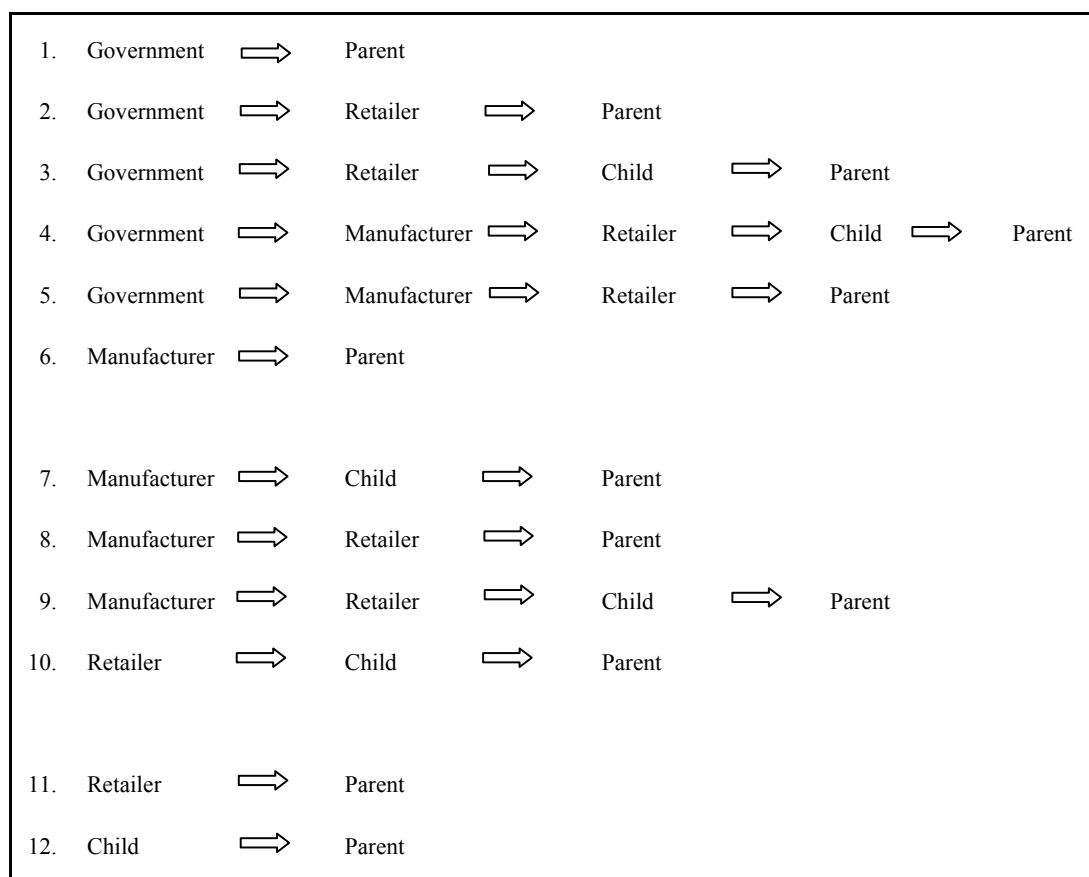 1. Government Parent
2. Government Retailer Parent
3. Government Retailer Child Parent
4. Government Manufacturer Retailer Child Parent
5. Government Manufacturer Retailer Parent
6. Manufacturer Parent
7. Manufacturer Child Parent
8. Manufacturer Retailer Parent
9. Manufacturer Retailer Child Parent
10. Retailer Child Parent
11. Retailer Parent
12. Child Parent